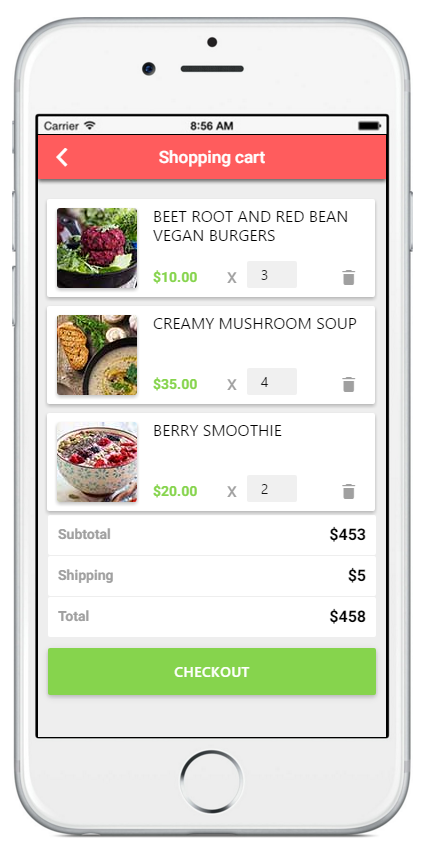 Carrier 8:56 AM
Shopping cart
BEET ROOT AND RED BEAN
VEGAN BURGERS
$10.00 X 3
CREAMY MUSHROOM SOUP
$35.00 X 4
BERRY SMOOTHIE
$20.00 X 2
Subtotal $453
Shipping $5
Total $458
CHECKOUT